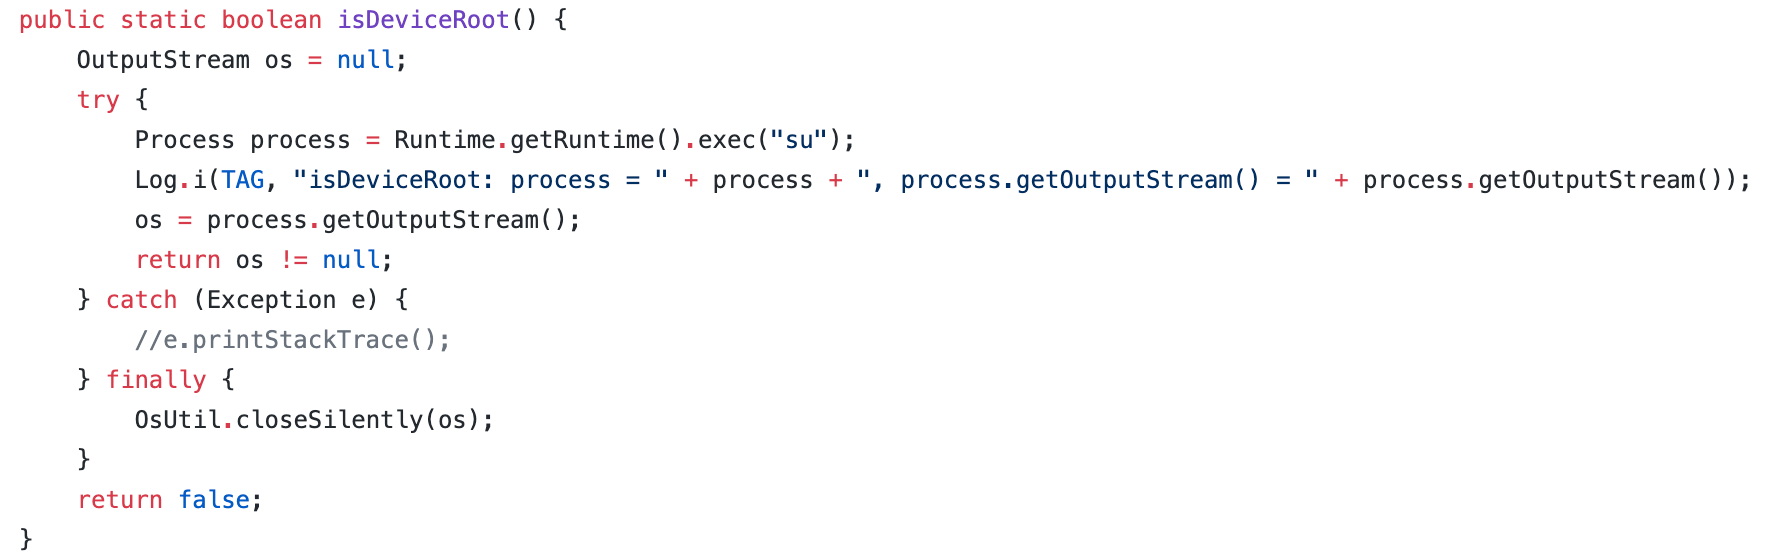 public static boolean isDeviceRoot() {
    OutputStream os = null;
    try {
        Process process = Runtime.getRuntime().exec("su");
        Log.i(TAG, "isDeviceRoot: process = " + process + ", process.getOutputStream() = " + process.getOutputStream());
        os = process.getOutputStream();
        return os != null;
    } catch (Exception e) {
        //e.printStackTrace();
    } finally {
        OsUtil.closeSilently(os);
    }
    return false;
}